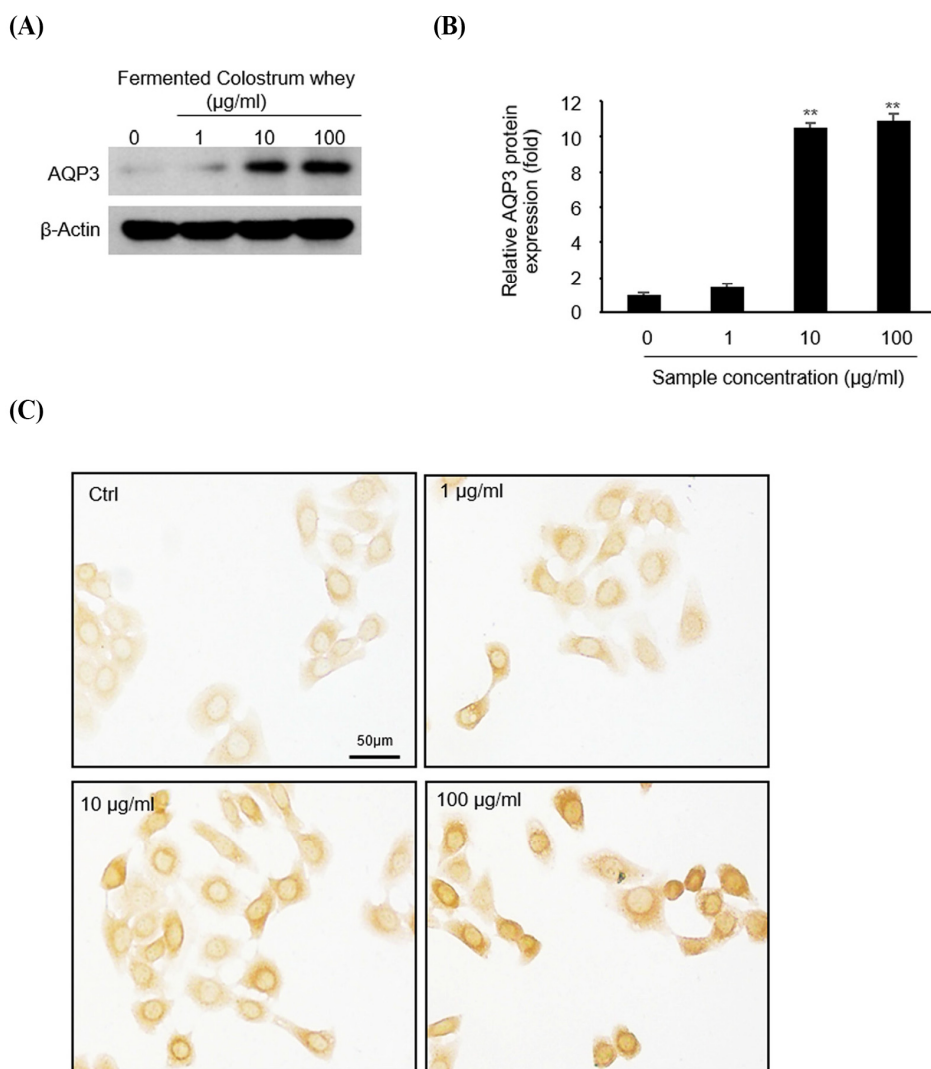 (A)
Fermented Colostrum whey
(µg/ml)
0 1 10 100
AQP3
β-Actin
(B)
Relative AQP3 protein
expression (fold)
12
10
8
6
4
2
0
** **
0 1 10 100
Sample concentration (µg/ml)
(C)
Ctrl
50µm
1 µg/ml
10 µg/ml
100 µg/ml